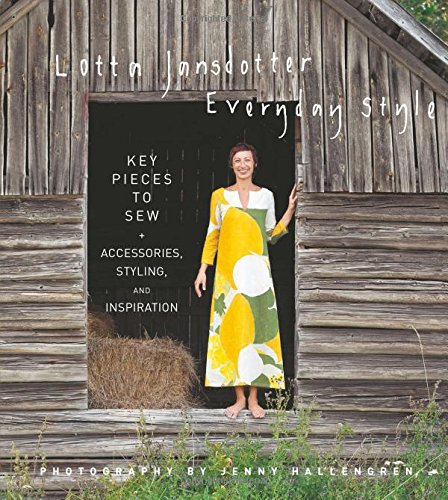 Lotta Jansdotter
Everyday Style
KEY
PIECES
TO
SEW
+
ACCESSORIES,
STYLING,
AND
INSPIRATION
PHOTOGRAPHY BY JENNY HALLENGREN